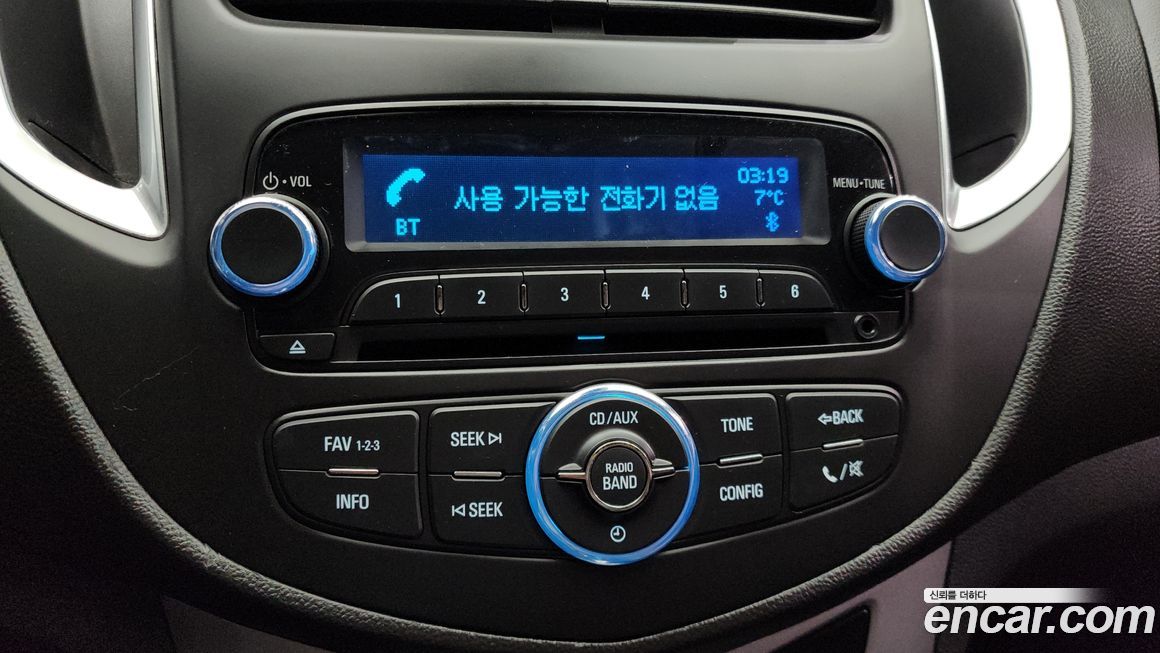 VOL
사용 가능한 전화기 없음
BT
03:19
7°C
MENU•TUNE
1 2 3 4 5 6
CD/AUX
FAV 1-2-3
SEEK
RADIO
BAND
TONE
BACK
INFO
SEEK
CONFIG
신뢰를 더하다
encar.com